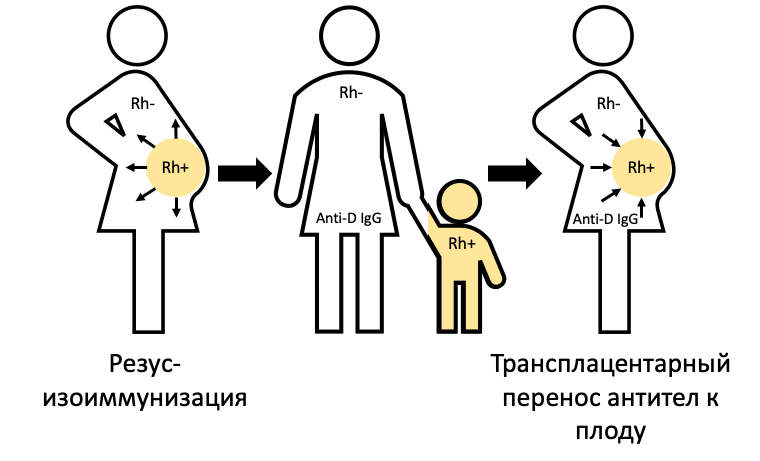 Rh-
Rh+
Rh-
Anti-D IgG
Rh+
Rh-
Rh+
Anti-D IgG
Резус-
изоиммунизация
Трансплацентарный
перенос антител к
плоду